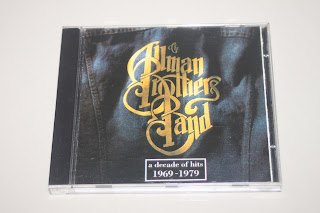 The
Allman
Brothers
Band
a decade of hits
1969-1979